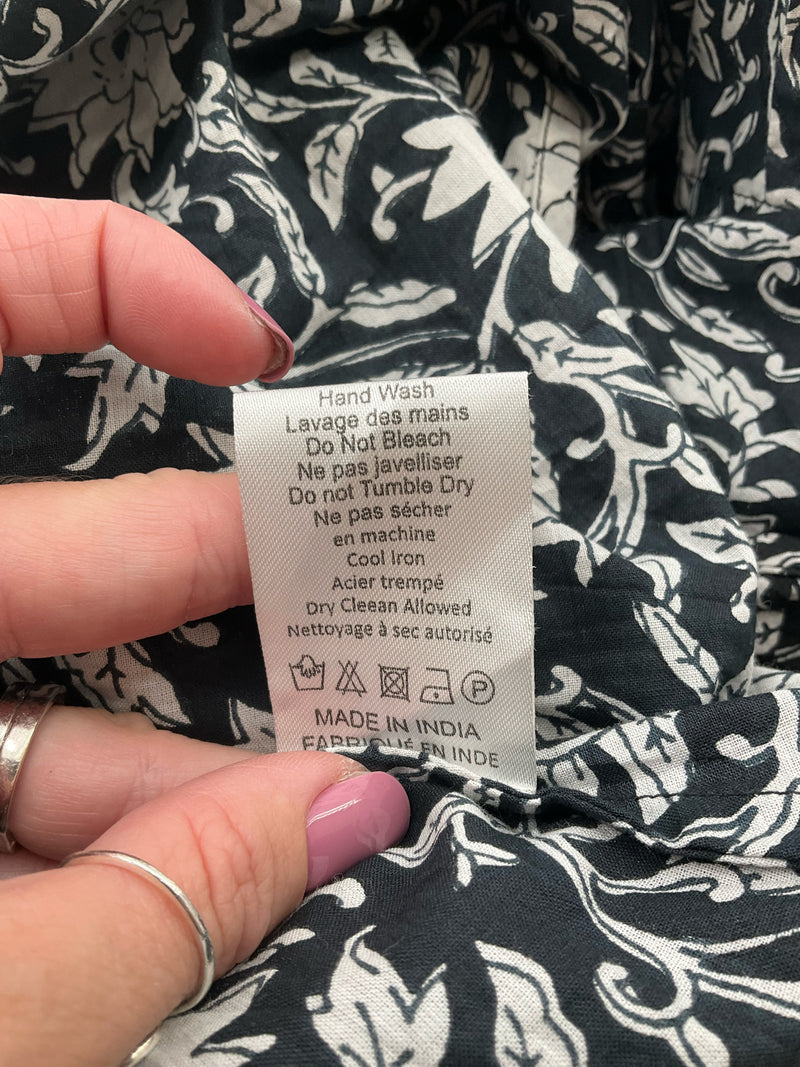 Hand Wash
Lavage des mains
Do Not Bleach
Ne pas javelliser
Do not Tumble Dry
Ne pas sécher
en machine
Cool Iron
Acier trempé
Dry Cleean Allowed
Nettoyage à sec autorisé
P
MADE IN INDIA
FABRIQUÉ EN INDE